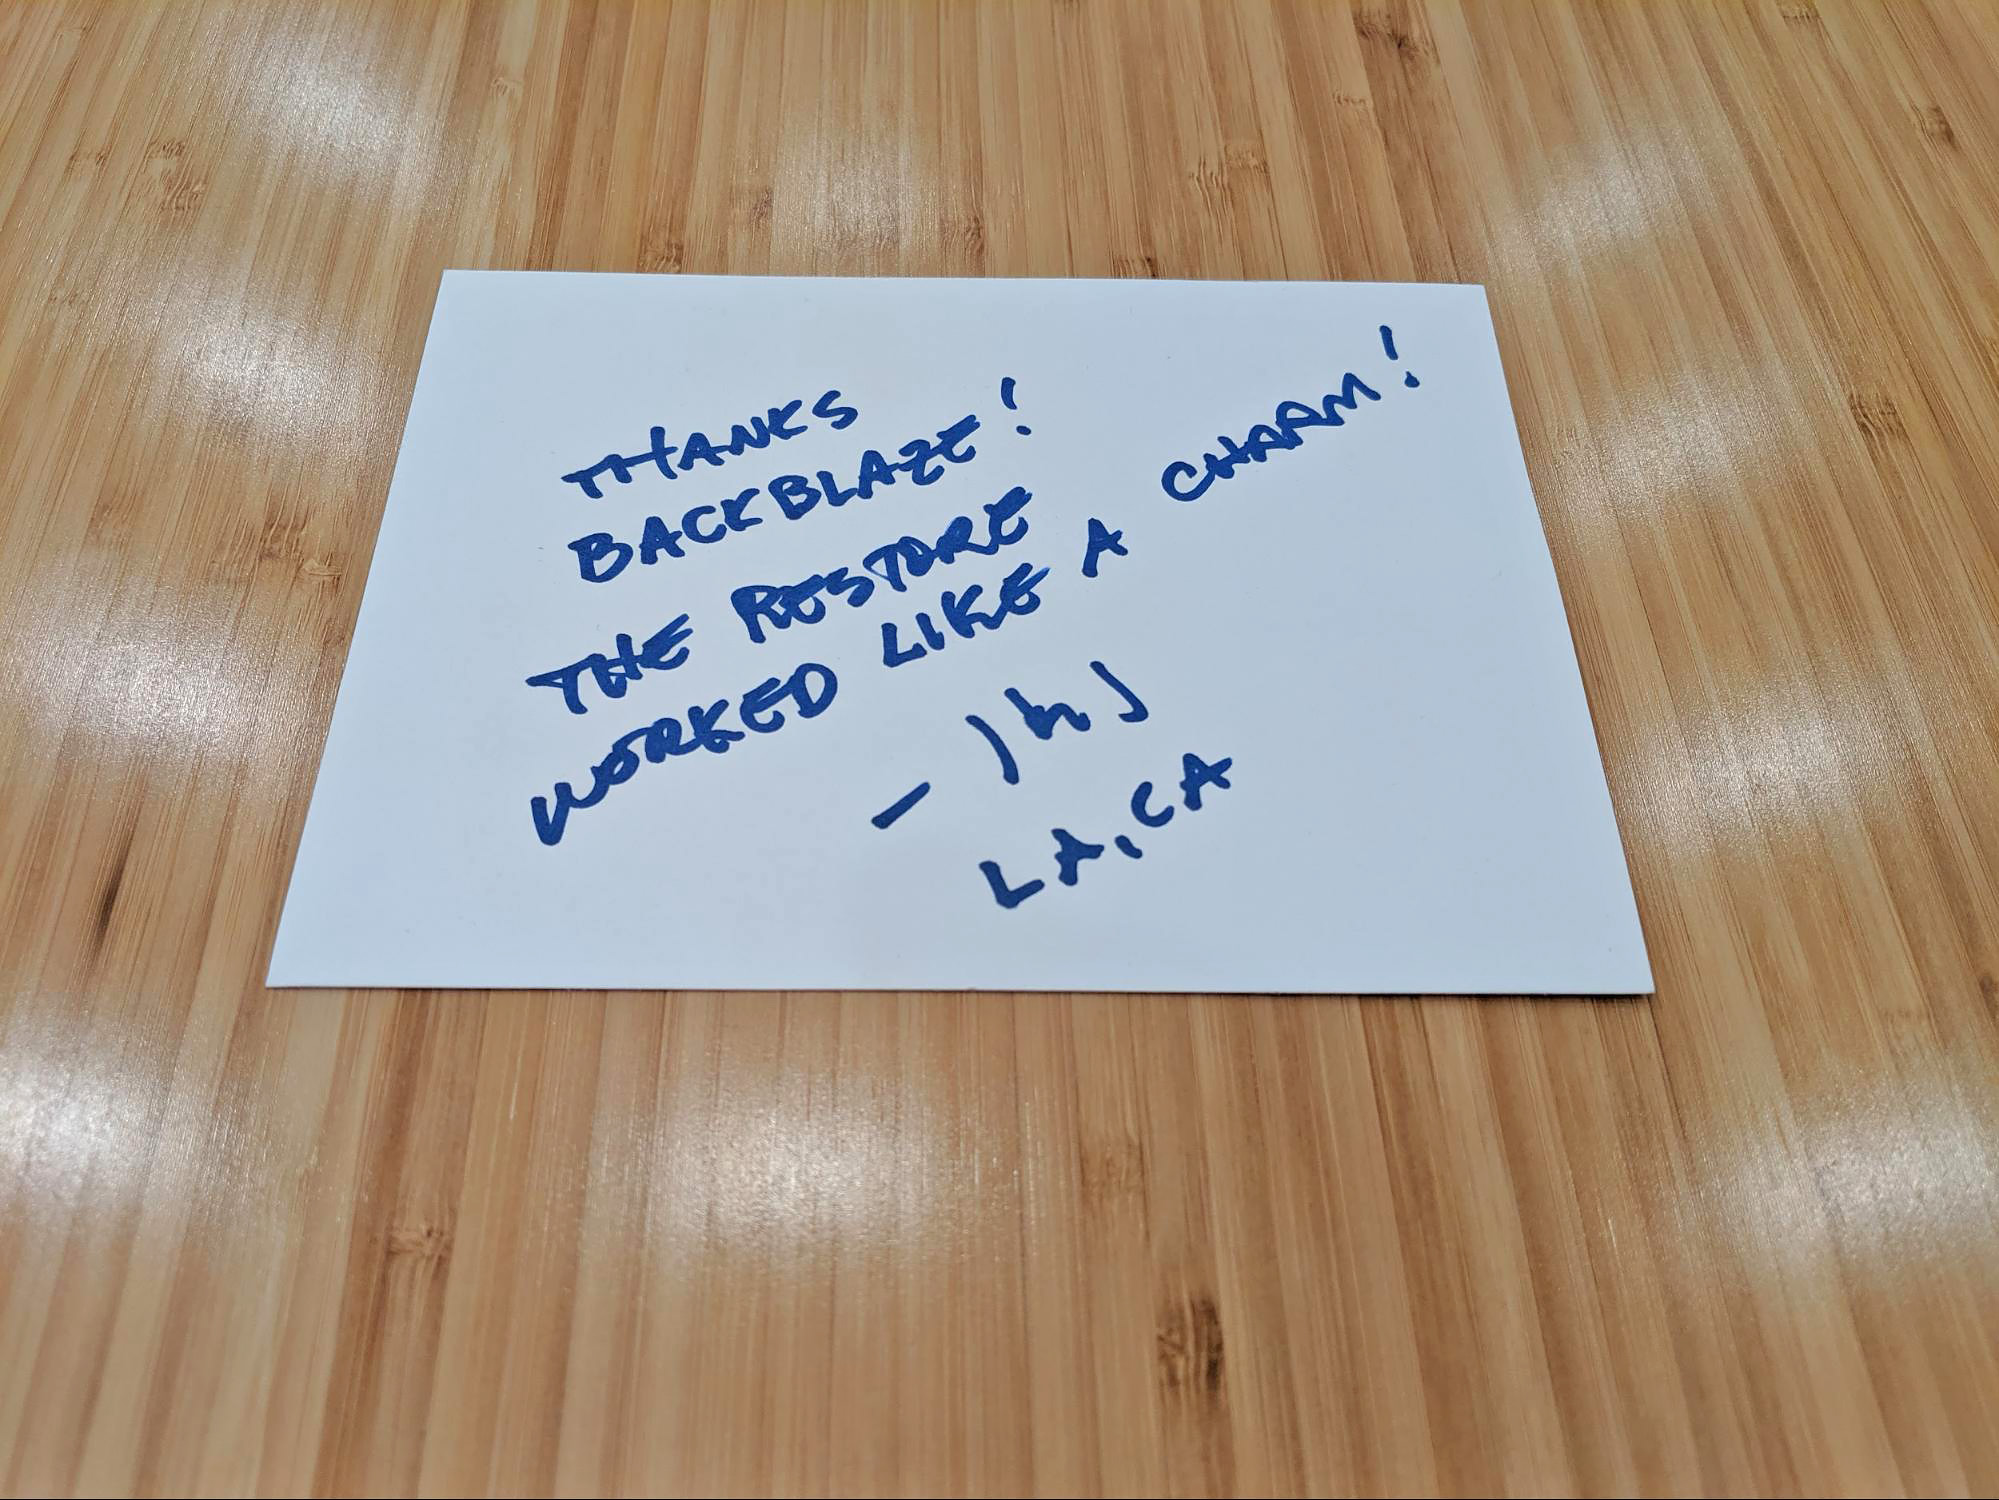 THANKS
BACKBLAZE!
THE RESTORE
WORKED LIKE A CHARM!
—
LA, CA